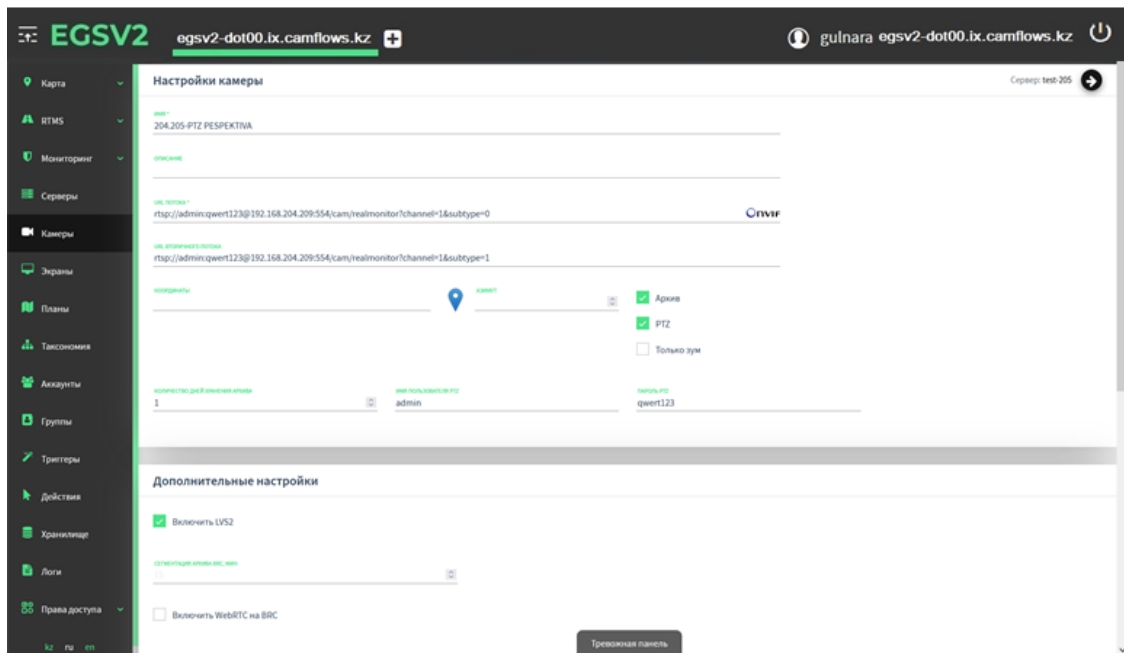 EGSV2
egsv2-dot00.ix.camflows.kz
gulnara egsv2-dot00.ix.camflows.kz
Карта
RTMS
Мониторинг
Серверы
Камеры
Экраны
Планы
Таксономия
Аккаунты
Группы
Триггеры
Действия
Хранилище
Логи
Права доступа
kz ru en
Настройки камеры
Сервер: test-205
ИМЯ *
204.205-PTZ PESPEKTIVA
ОПИСАНИЕ
URL ПОТОКА *
rtsp://admin:qwert123@192.168.204.209:554/cam/realmonitor?channel=1&subtype=0
Onvif
URL ВТОРИЧНОГО ПОТОКА
rtsp://admin:qwert123@192.168.204.209:554/cam/realmonitor?channel=1&subtype=1
КООРДИНАТЫ
АЗИМУТ
Архив
PTZ
Только зум
КОЛИЧЕСТВО ДНЕЙ ХРАНЕНИЯ АРХИВА
1
ИМЯ ПОЛЬЗОВАТЕЛЯ PTZ
admin
ПАРОЛЬ PTZ
qwert123
Дополнительные настройки
Включить LVS2
СЕГМЕНТАЦИЯ АРХИВА BRC, МИН
Включить WebRTC на BRC
Тревожная панель